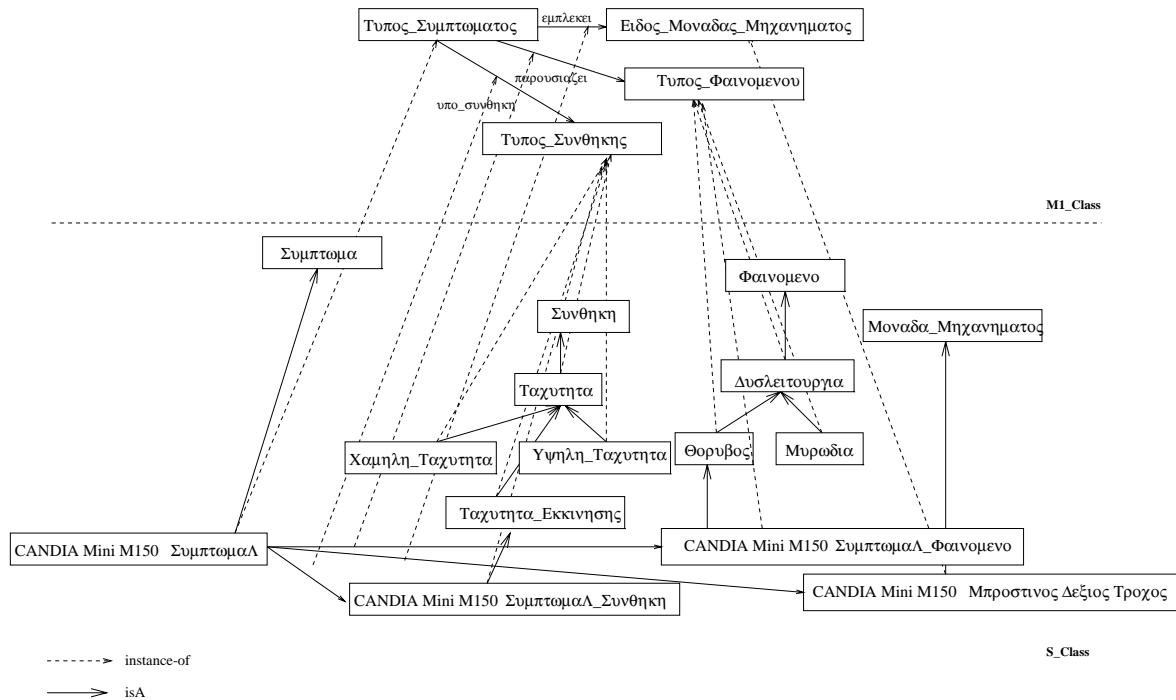 Τυπος_Συμπτωματος
εμπλεκει
Ειδος_Μοναδας_Μηχανηματος
παρουσιαζει
Τυπος_Φαινομενου
υπο_συνθηκη
Τυπος_Συνθηκης
M1_Class
Συμπτωμα
Φαινομενο
Συνθηκη
Μοναδα_Μηχανηματος
Ταχυτητα
Δυσλειτουργια
Χαμηλη_Ταχυτητα
Υψηλη_Ταχυτητα
Θορυβος
Μυρωδια
Ταχυτητα_Εκκινησης
CANDIA Mini M150 ΣυμπτωμαΛ
CANDIA Mini M150 ΣυμπτωμαΛ_Φαινομενο
CANDIA Mini M150 ΣυμπτωμαΛ_Συνθηκη
CANDIA Mini M150 Μπροστινος Δεξιος Τροχος
S_Class
instance-of
isA